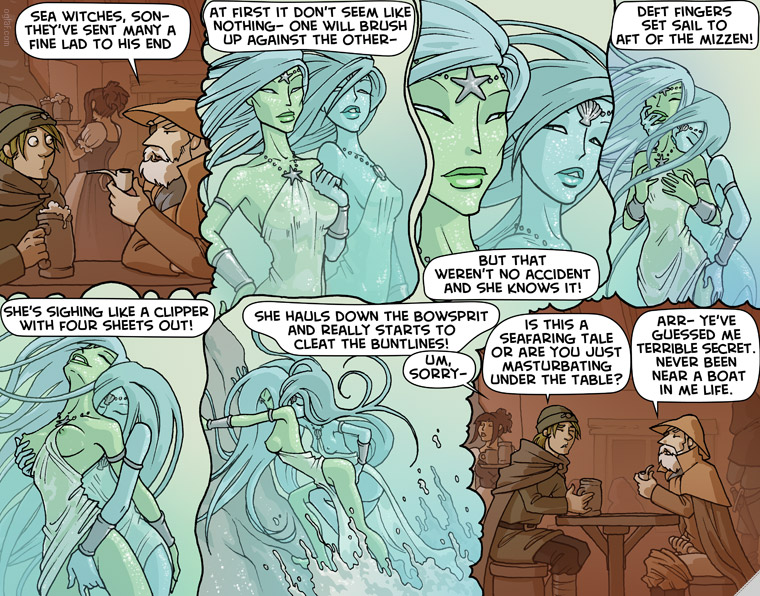 oglaf.com
SEA WITCHES, SON-
THEY'VE SENT MANY A
FINE LAD TO HIS END
AT FIRST IT DON'T SEEM LIKE
NOTHING- ONE WILL BRUSH
UP AGAINST THE OTHER-
BUT THAT
WEREN'T NO ACCIDENT
AND SHE KNOWS IT!
DEFT FINGERS
SET SAIL TO
AFT OF THE MIZZEN!
SHE'S SIGHING LIKE A CLIPPER
WITH FOUR SHEETS OUT!
SHE HAULS DOWN THE BOWSPRIT
AND REALLY STARTS TO
CLEAT THE BUNTLINES!
UM,
SORRY-
IS THIS A
SEAFARING TALE
OR ARE YOU JUST
MASTURBATING
UNDER THE TABLE?
ARR- YE'VE
GUESSED ME
TERRIBLE SECRET.
NEVER BEEN
NEAR A BOAT
IN ME LIFE.